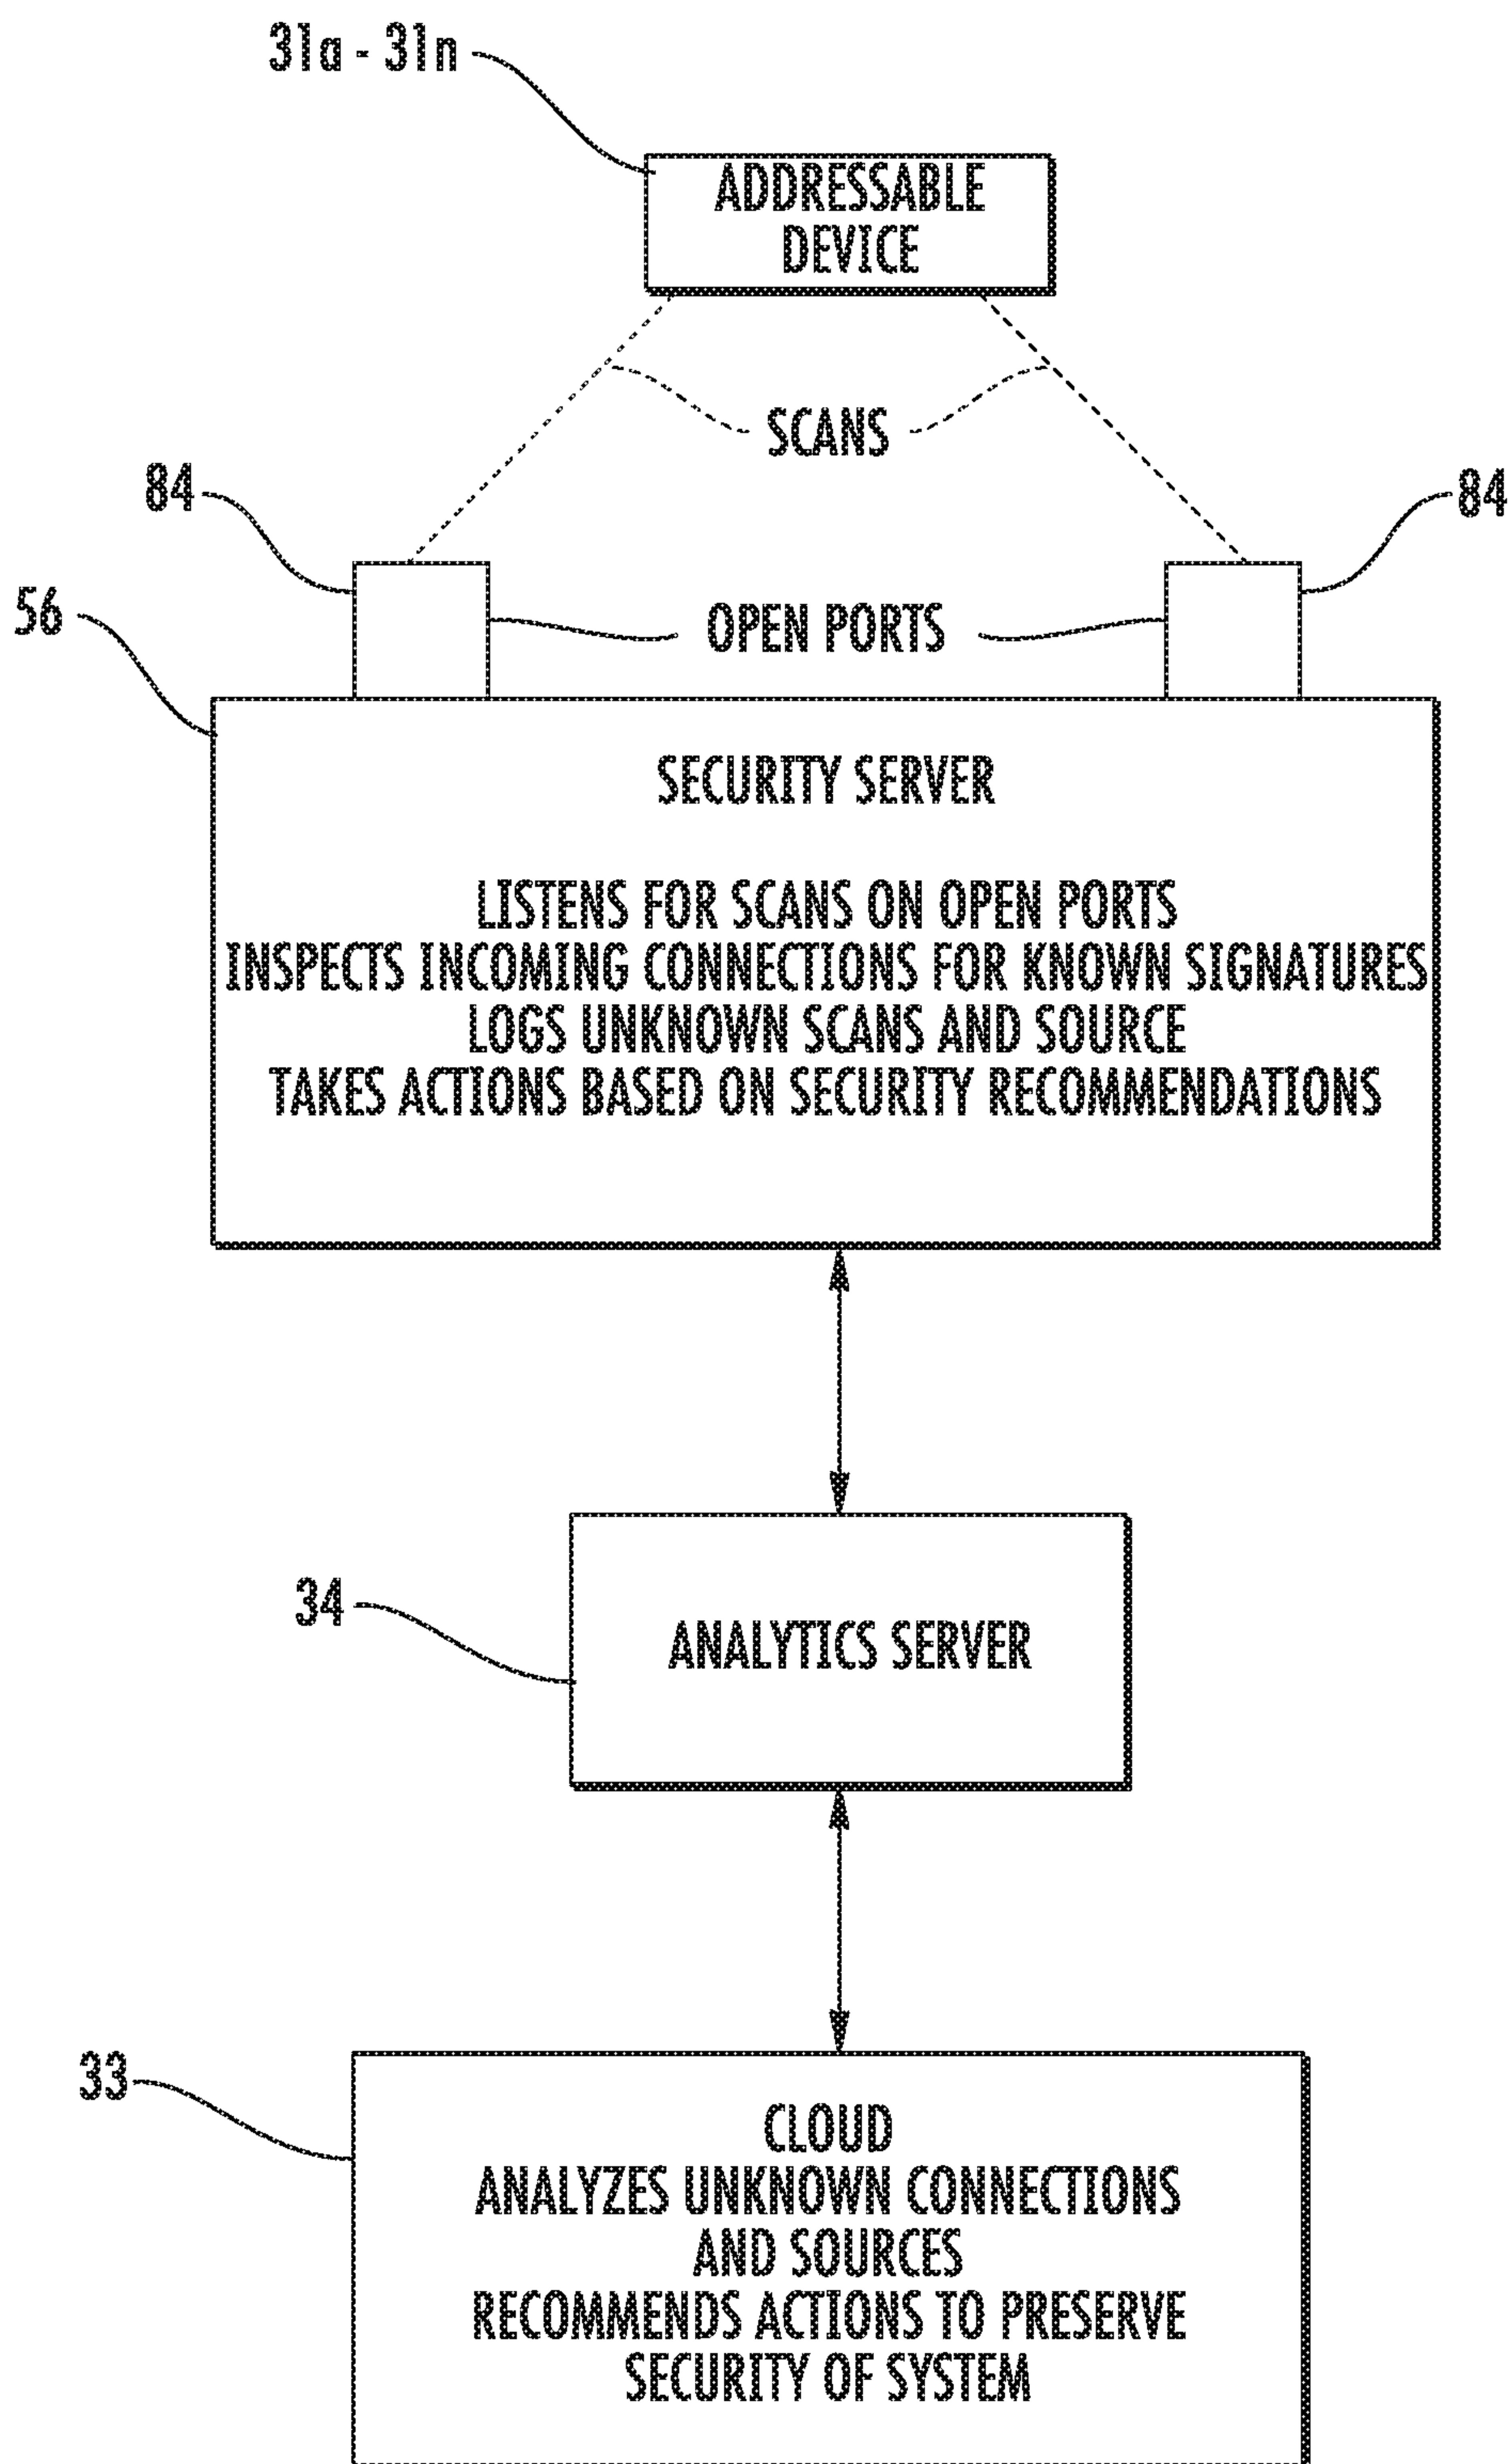 31a - 31n
ADDRESSABLE
DEVICE
SCANS
84
84
56
OPEN PORTS
SECURITY SERVER
LISTENS FOR SCANS ON OPEN PORTS
INSPECTS INCOMING CONNECTIONS FOR KNOWN SIGNATURES
LOGS UNKNOWN SCANS AND SOURCE
TAKES ACTIONS BASED ON SECURITY RECOMMENDATIONS
34
ANALYTICS SERVER
33
CLOUD
ANALYZES UNKNOWN CONNECTIONS
AND SOURCES
RECOMMENDS ACTIONS TO PRESERVE
SECURITY OF SYSTEM